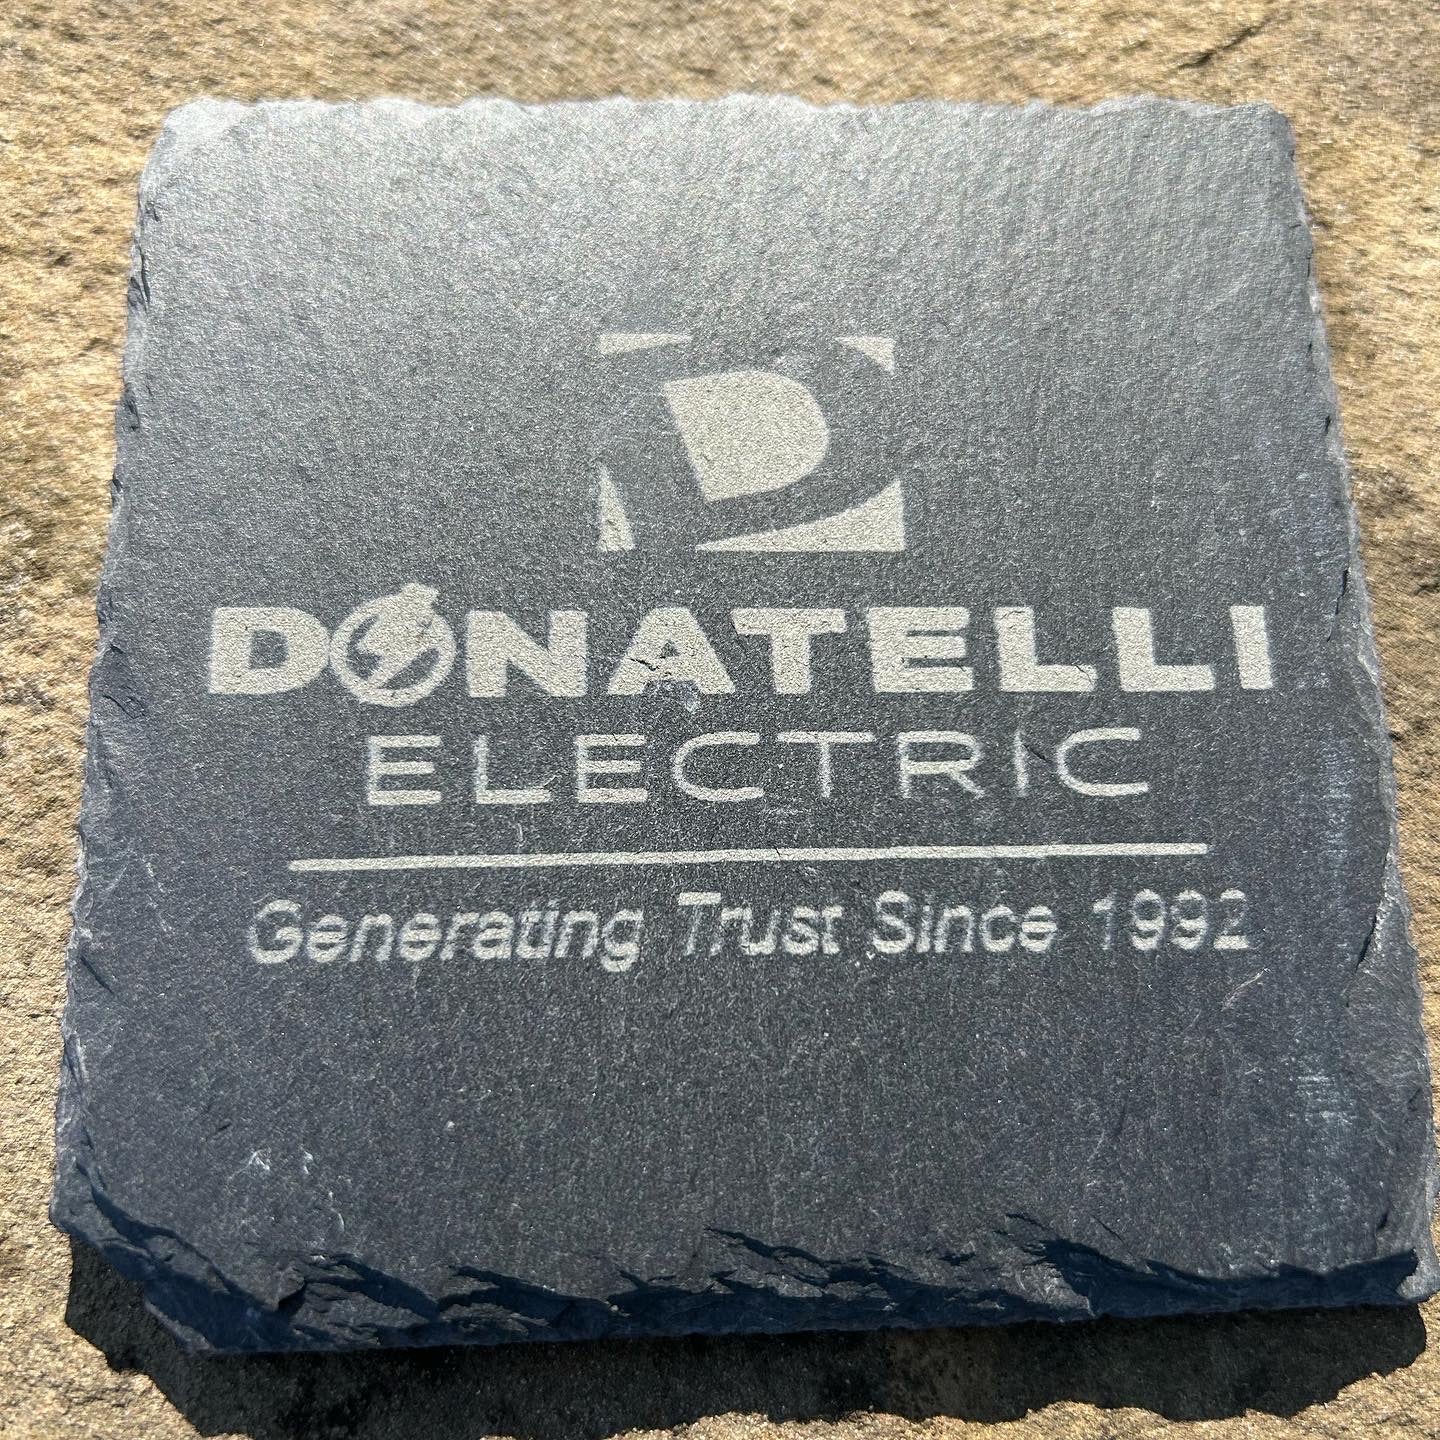 D
DONATELLI
ELECTRIC
Generating Trust Since 1992